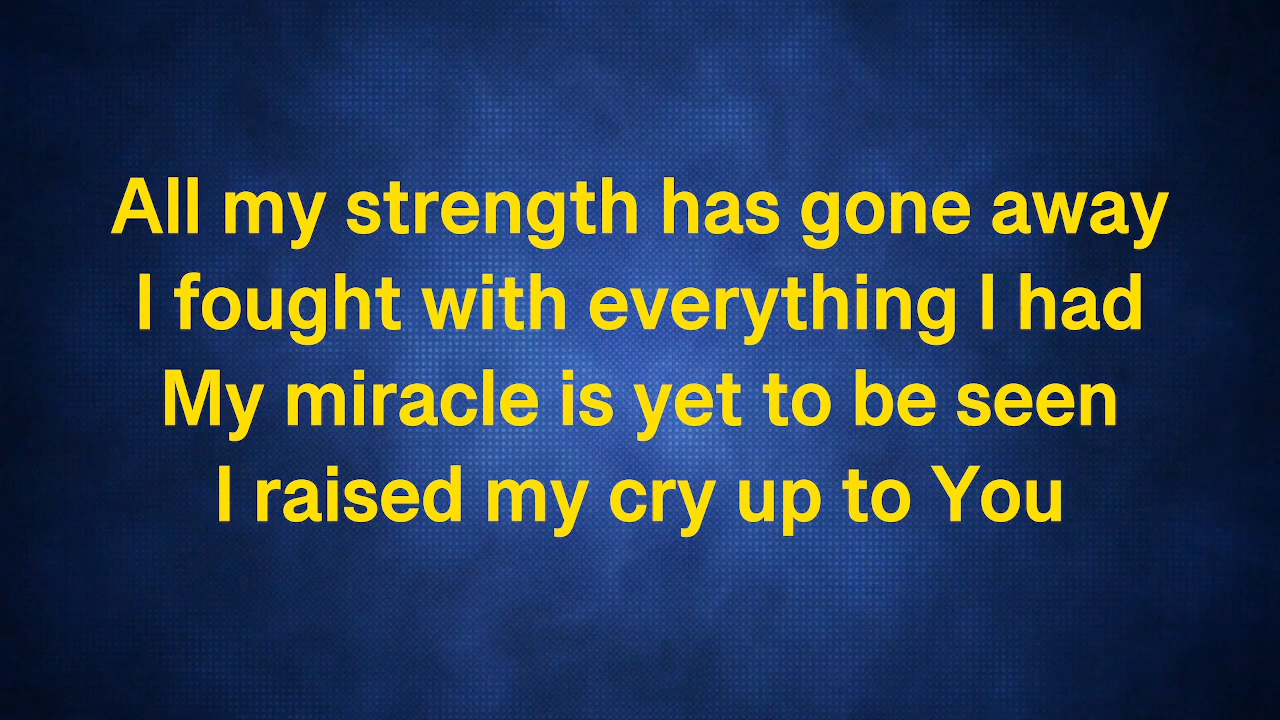 All my strength has gone away
I fought with everything I had
My miracle is yet to be seen
I raised my cry up to You